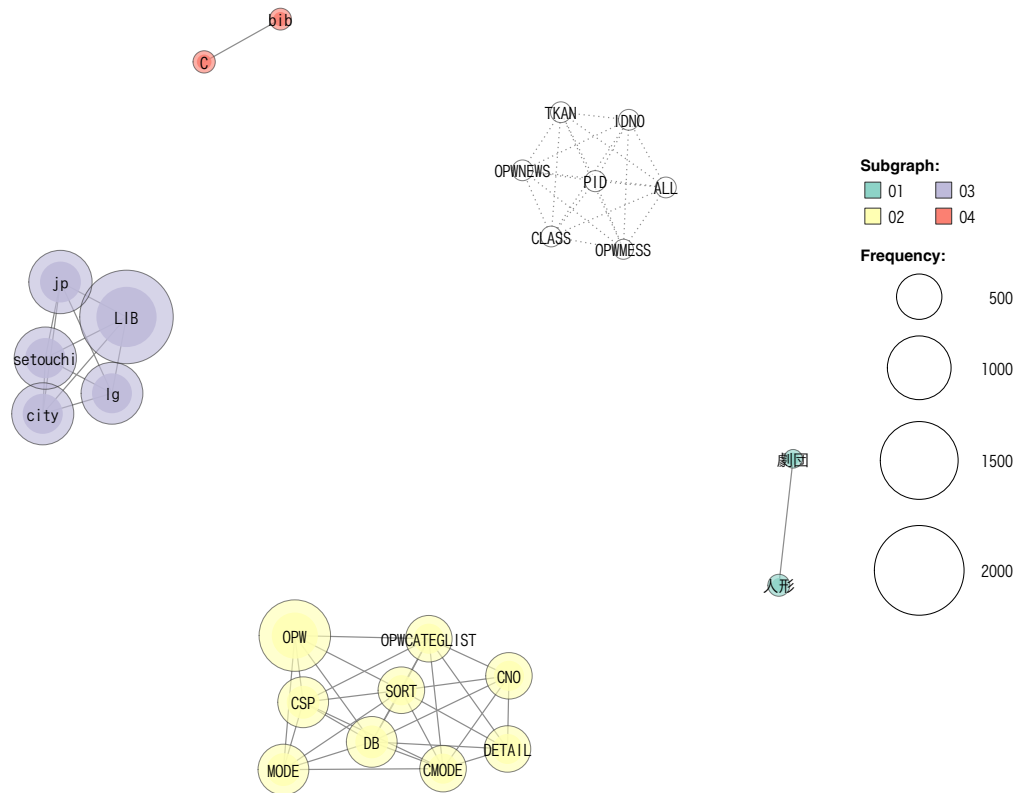 bib
C
TKAN
IDNO
OPWNEWS
PID
ALL
CLASS
OPWMESS
Subgraph:
01
03
02
04
Frequency:
500
1000
1500
2000
jp
LIB
setouchi
lg
city
劇団
人形
OPW
OPWCATEGLIST
CNO
SORT
CSP
DB
DETAIL
MODE
CMODE